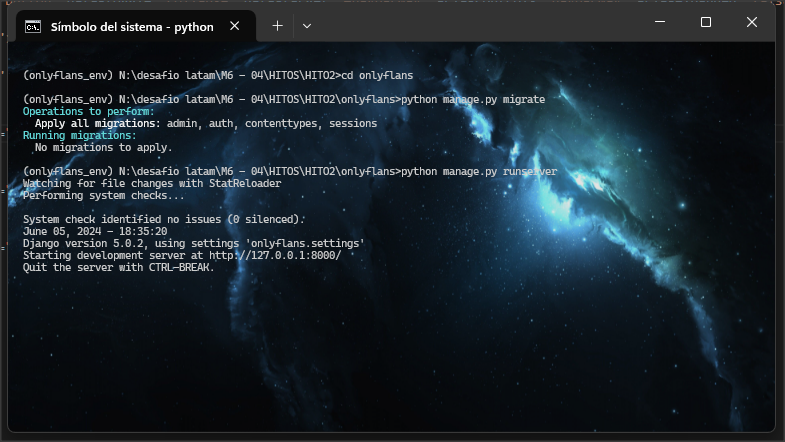 Símbolo del sistema - python
(onlyflans_env) N:\desafio latam\M6 - 04\HITOS\HITO2>cd onlyflans
(onlyflans_env) N:\desafio latam\M6 - 04\HITOS\HITO2\onlyflans>python manage.py migrate
Operations to perform:
Apply all migrations: admin, auth, contenttypes, sessions
Running migrations:
No migrations to apply.
(onlyflans_env) N:\desafio latam\M6 - 04\HITOS\HITO2\onlyflans>python manage.py runserver
Watching for file changes with StatReloader
Performing system checks...
System check identified no issues (0 silenced).
June 05, 2024 - 18:35:20
Django version 5.0.2, using settings 'onlyflans.settings'
Starting development server at http://127.0.0.1:8000/
Quit the server with CTRL-BREAK.